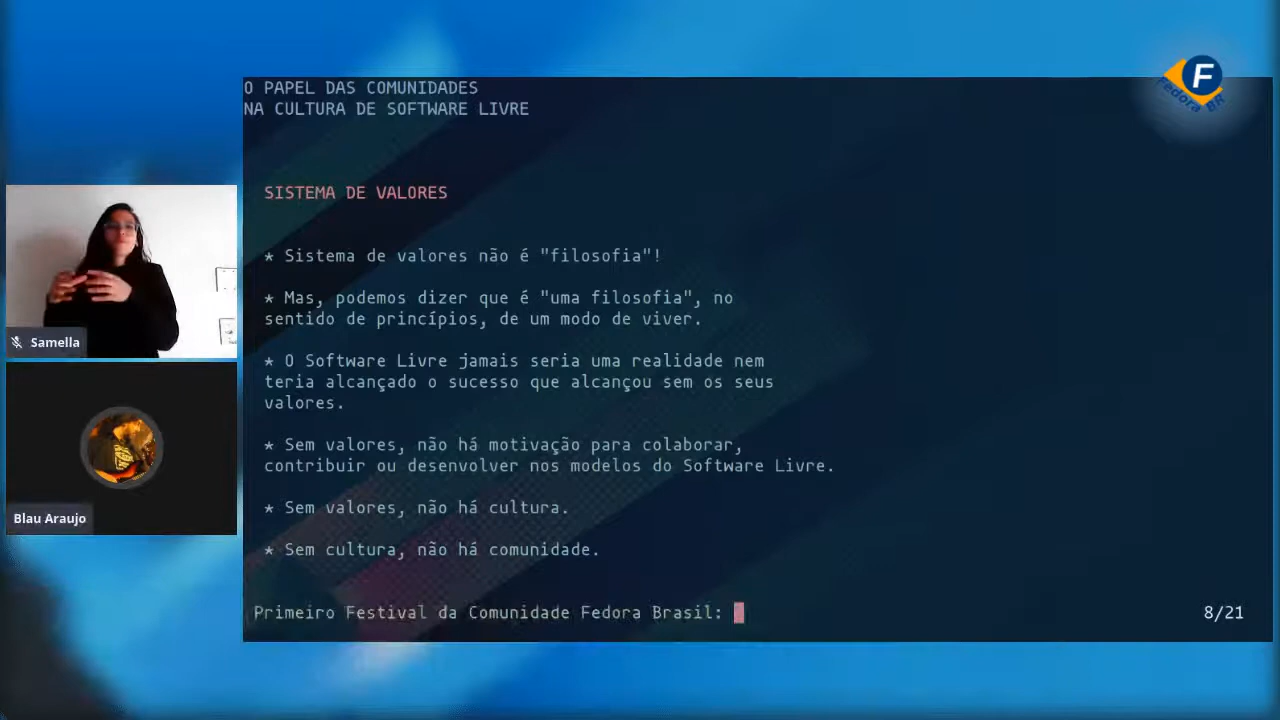 O PAPEL DAS COMUNIDADES
NA CULTURA DE SOFTWARE LIVRE
F
Fedora BR
SISTEMA DE VALORES
* Sistema de valores não é "filosofia"!
* Mas, podemos dizer que é "uma filosofia", no
sentido de princípios, de um modo de viver.
* O Software Livre jamais seria uma realidade nem
teria alcançado o sucesso que alcançou sem os seus
valores.
* Sem valores, não há motivação para colaborar,
contribuir ou desenvolver nos modelos do Software Livre.
* Sem valores, não há cultura.
* Sem cultura, não há comunidade.
Primeiro Festival da Comunidade Fedora Brasil:
8/21
Samella
Blau Araujo